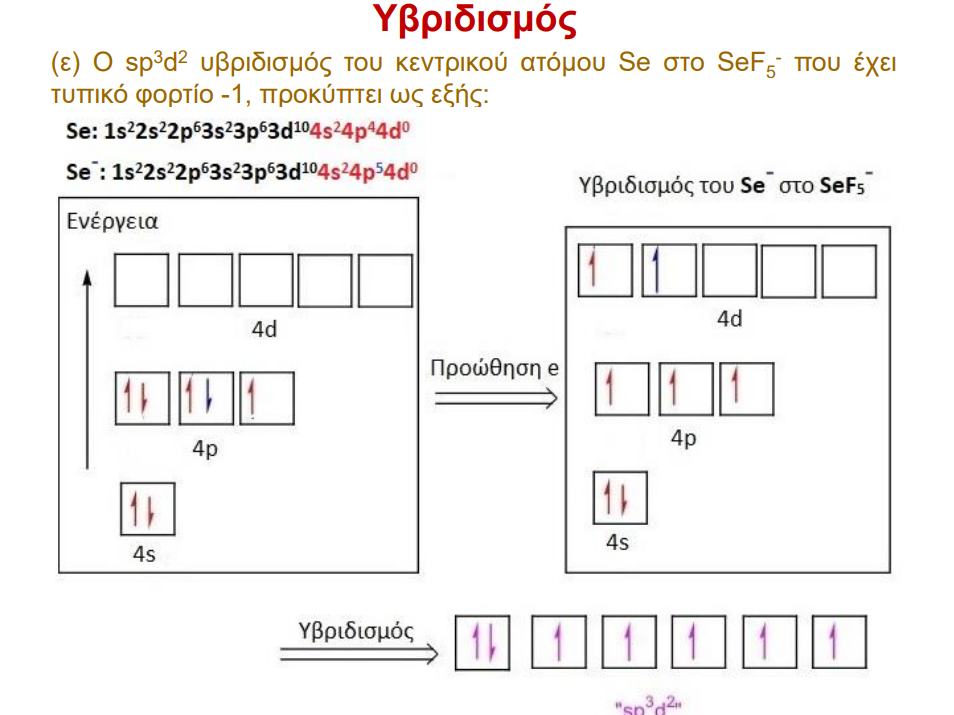 Υβριδισμός
(ε) Ο sp³d² υβριδισμός του κεντρικού ατόμου Se στο SeF₅⁻ που έχει
τυπικό φορτίο -1, προκύπτει ως εξής:
Se: 1s²2s²2p⁶3s²3p⁶3d¹⁰4s²4p⁴4d⁰
Se⁻: 1s²2s²2p⁶3s²3p⁶3d¹⁰4s²4p⁵4d⁰
Υβριδισμός του Se⁻ στο SeF₅⁻
Ενέργεια
4d
4p
4s
Προώθηση e
4d
4p
4s
Υβριδισμός
"sp³d²"